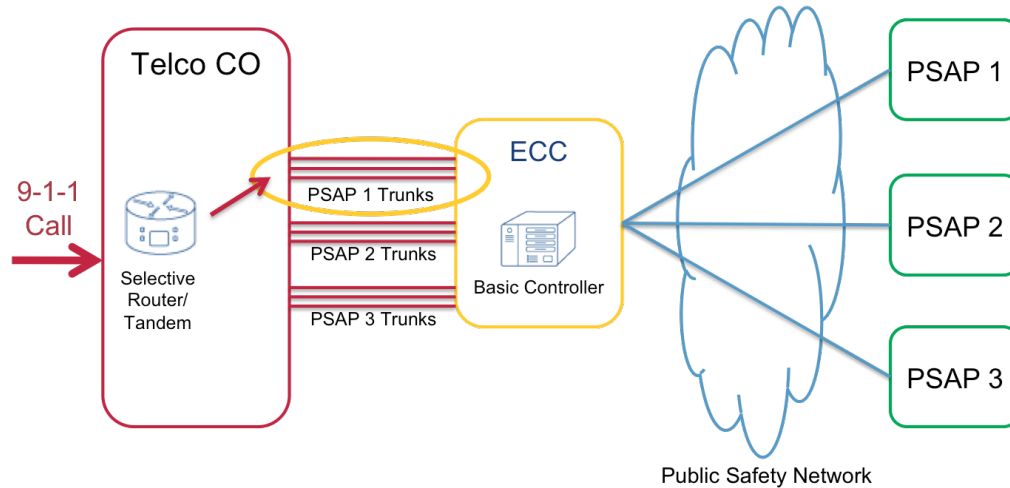 Telco CO
9-1-1
Call
Selective
Router/
Tandem
PSAP 1 Trunks
PSAP 2 Trunks
PSAP 3 Trunks
ECC
Basic Controller
Public Safety Network
PSAP 1
PSAP 2
PSAP 3